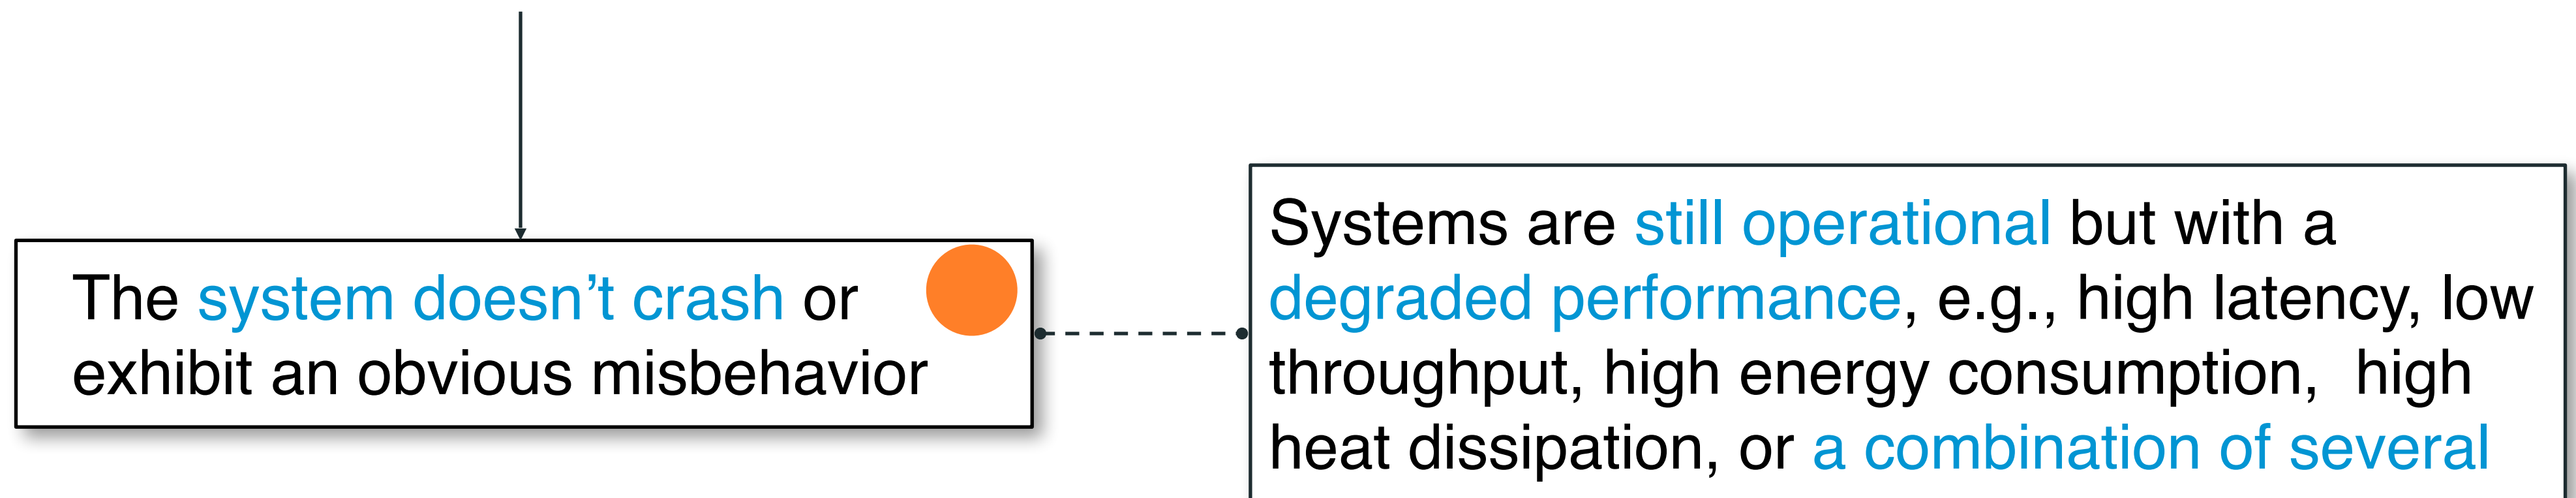 The system doesn’t crash or
exhibit an obvious misbehavior
Systems are still operational but with a
degraded performance, e.g., high latency, low
throughput, high energy consumption,  high
heat dissipation, or a combination of several